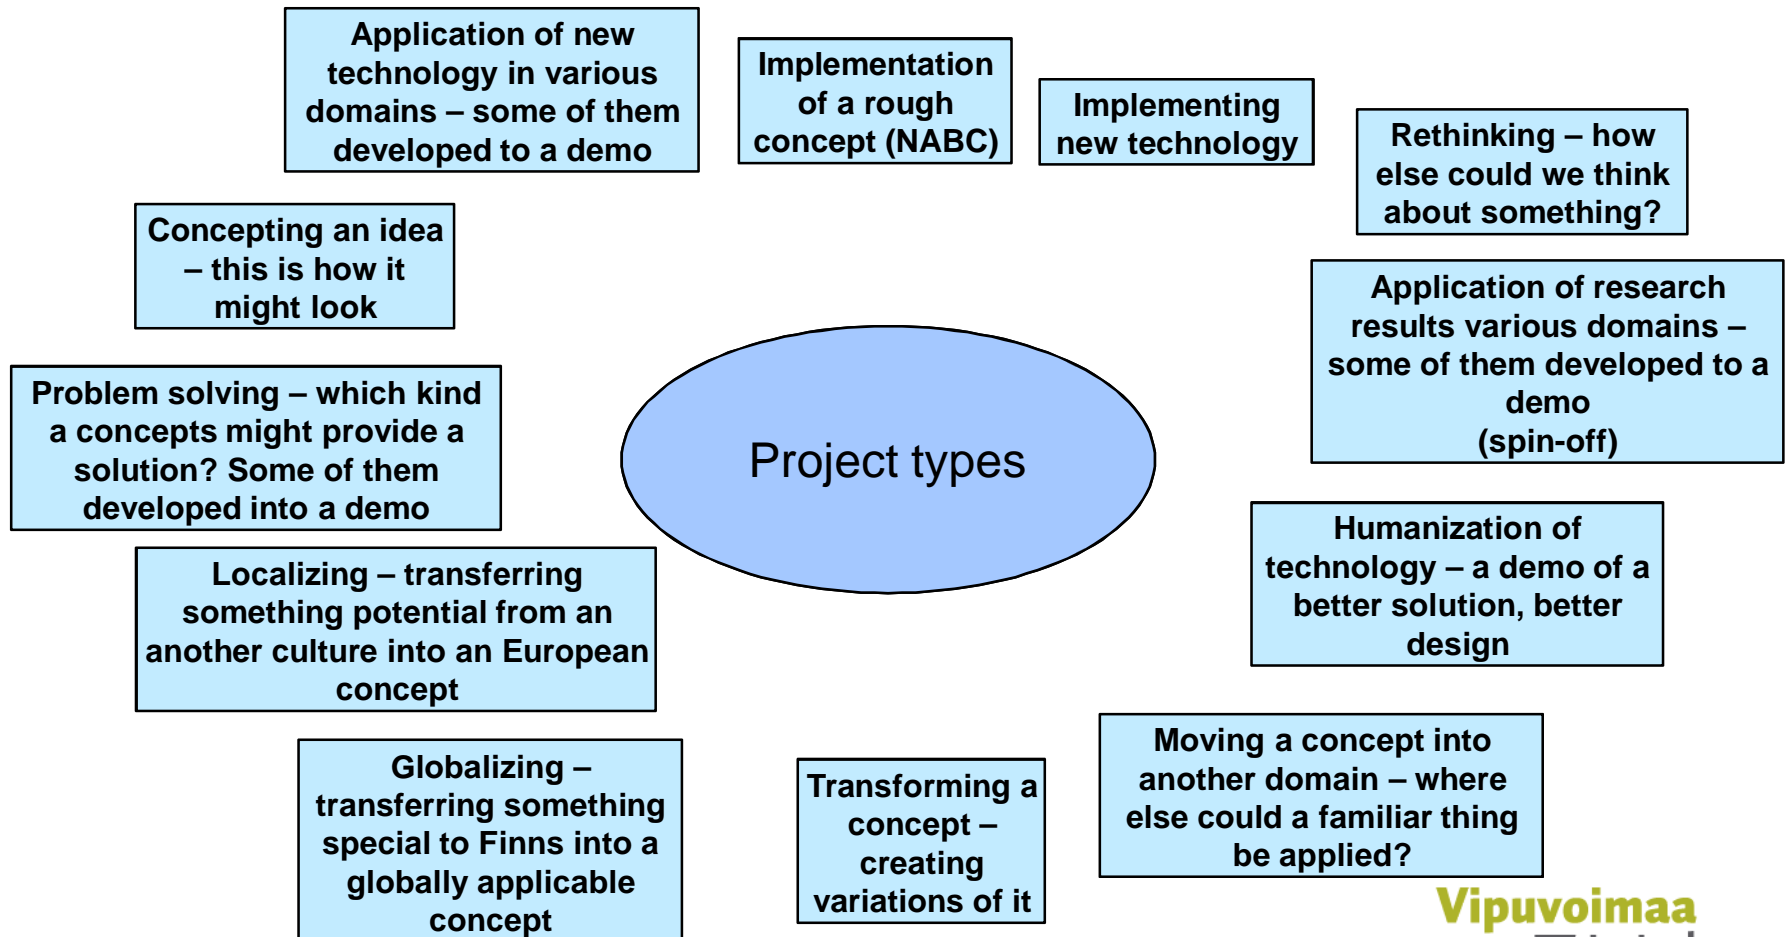 Application of new
technology in various
domains – some of them
developed to a demo
Implementation
of a rough
concept (NABC)
Implementing
new technology
Rethinking – how
else could we think
about something?
Concepting an idea
– this is how it
might look
Application of research
results various domains –
some of them developed to a
demo
(spin-off)
Problem solving – which kind
a concepts might provide a
solution? Some of them
developed into a demo
Project types
Humanization of
technology – a demo of a
better solution, better
design
Localizing – transferring
something potential from an
another culture into an European
concept
Globalizing –
transferring something
special to Finns into a
globally applicable
concept
Transforming a
concept –
creating
variations of it
Moving a concept into
another domain – where
else could a familiar thing
be applied?
Vipuvoimaa